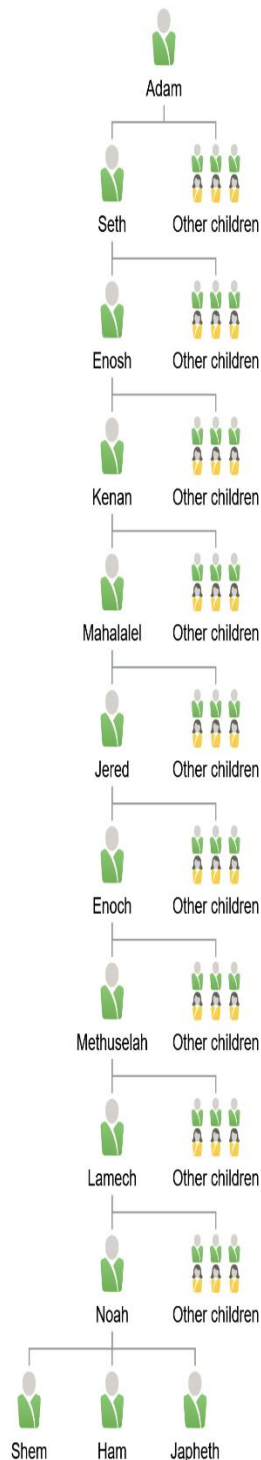 Adam
Seth Other children
Enosh Other children
Kenan Other children
Mahalalel Other children
Jered Other children
Enoch Other children
Methuselah Other children
Lamech Other children
Noah Other children
Shem Ham Japheth